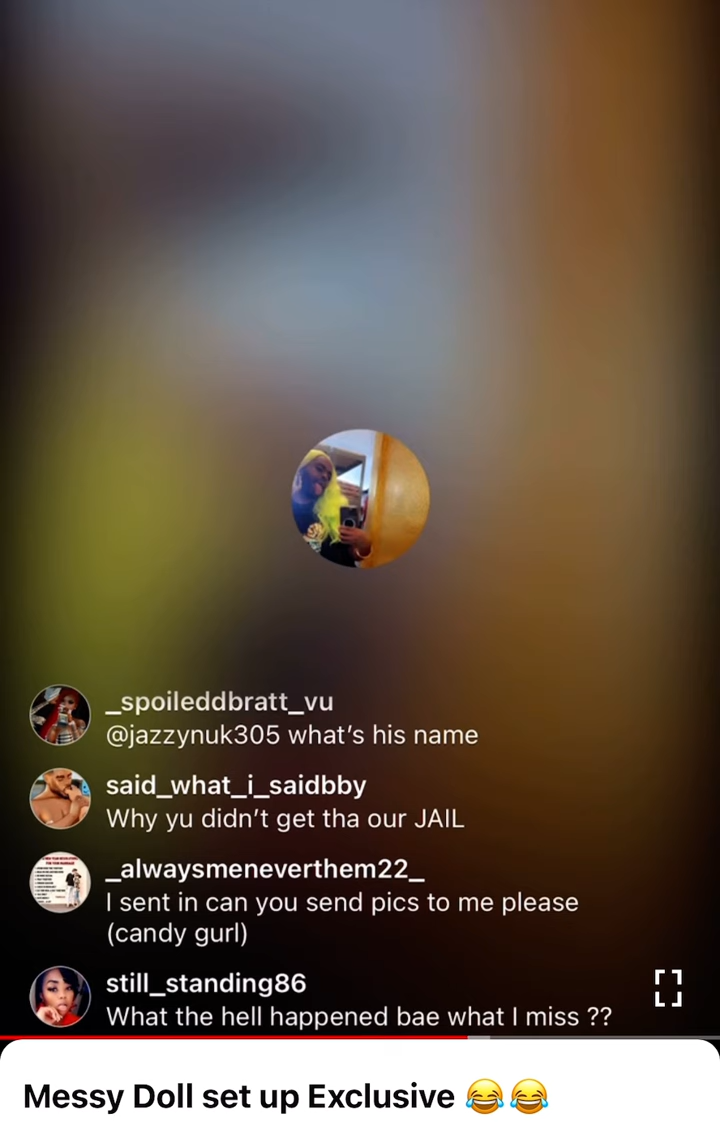 _spoileddbratt_vu
@jazzynuk305 what's his name
said_what_i_saidbby
Why yu didn't get tha our JAIL
_alwaysmeneverthem22_
I sent in can you send pics to me please
(candy gurl)
still_standing86
What the hell happened bae what I miss ??
Messy Doll set up Exclusive 😂😂